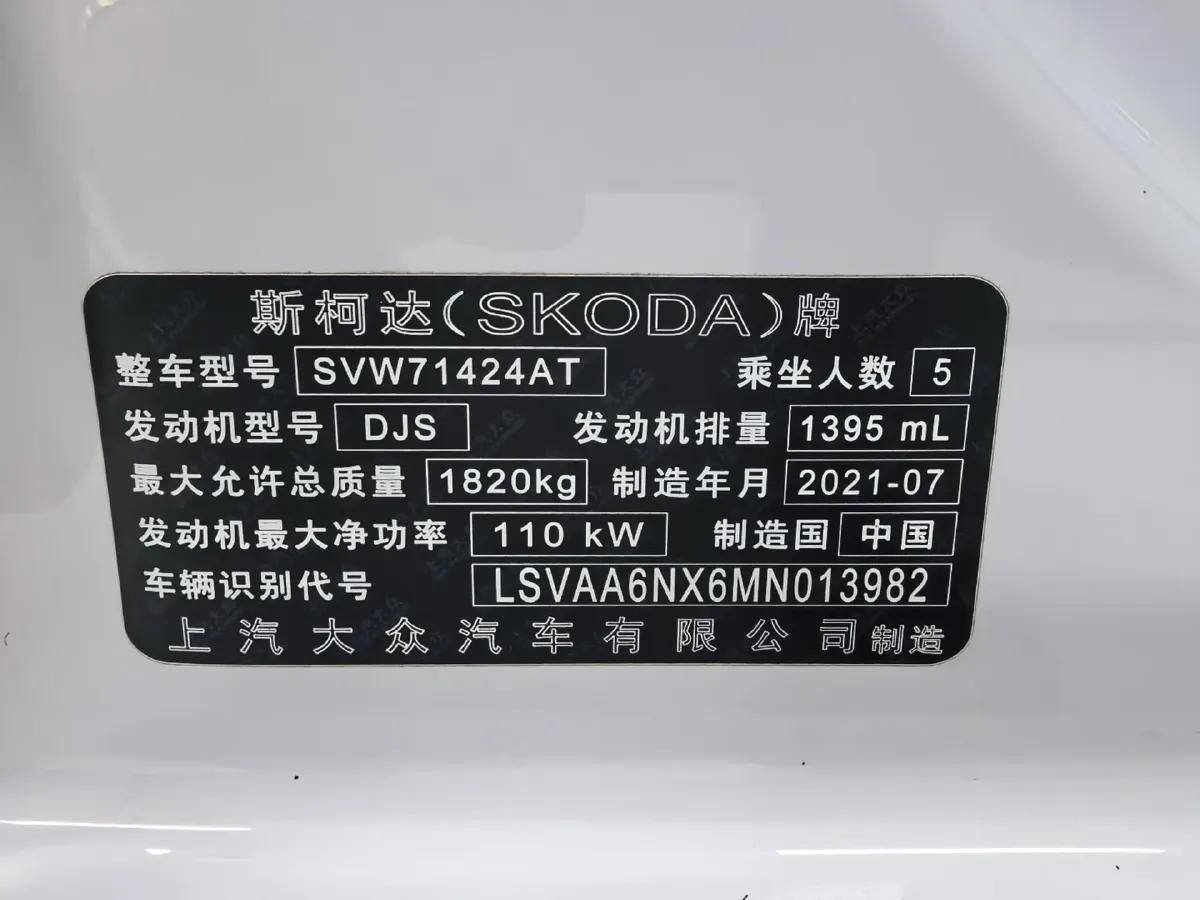 斯柯达(SKODA)牌
整车型号 SVW71424AT 乘坐人数 5
发动机型号 DJS 发动机排量 1395 mL
最大允许总质量 1820kg 制造年月 2021-07
发动机最大净功率 110 kW 制造国 中国
车辆识别代号 LSVAA6NX6MN013982
上汽大众汽车有限公司制造